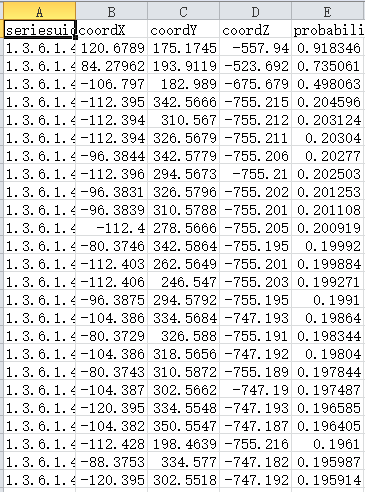 A B C D E
seriesuid coordX coordY coordZ probabili
1.3.6.1.4 120.6789 175.1745 -557.94 0.918346
1.3.6.1.4 84.27962 193.9119 -523.692 0.735061
1.3.6.1.4 -106.797 182.989 -675.679 0.498063
1.3.6.1.4 -112.395 342.5666 -755.215 0.204596
1.3.6.1.4 -112.394 310.567 -755.212 0.203124
1.3.6.1.4 -112.394 326.5679 -755.211 0.20304
1.3.6.1.4 -96.3844 342.5779 -755.206 0.20277
1.3.6.1.4 -112.396 294.5673 -755.21 0.202503
1.3.6.1.4 -96.3831 326.5796 -755.202 0.201253
1.3.6.1.4 -96.3839 310.5788 -755.201 0.201108
1.3.6.1.4 -112.4 278.5666 -755.205 0.200919
1.3.6.1.4 -80.3746 342.5864 -755.195 0.19992
1.3.6.1.4 -112.403 262.5649 -755.201 0.199884
1.3.6.1.4 -112.406 246.547 -755.203 0.199271
1.3.6.1.4 -96.3875 294.5792 -755.195 0.1991
1.3.6.1.4 -104.386 334.5684 -747.193 0.19864
1.3.6.1.4 -80.3729 326.588 -755.191 0.198344
1.3.6.1.4 -104.386 318.5656 -747.192 0.19804
1.3.6.1.4 -80.3743 310.5872 -755.189 0.197844
1.3.6.1.4 -104.387 302.5662 -747.19 0.197487
1.3.6.1.4 -120.395 334.5548 -747.193 0.196585
1.3.6.1.4 -104.382 350.5547 -747.187 0.196405
1.3.6.1.4 -112.428 198.4639 -755.216 0.1961
1.3.6.1.4 -88.3753 334.577 -747.182 0.195987
1.3.6.1.4 -120.395 302.5518 -747.192 0.195914